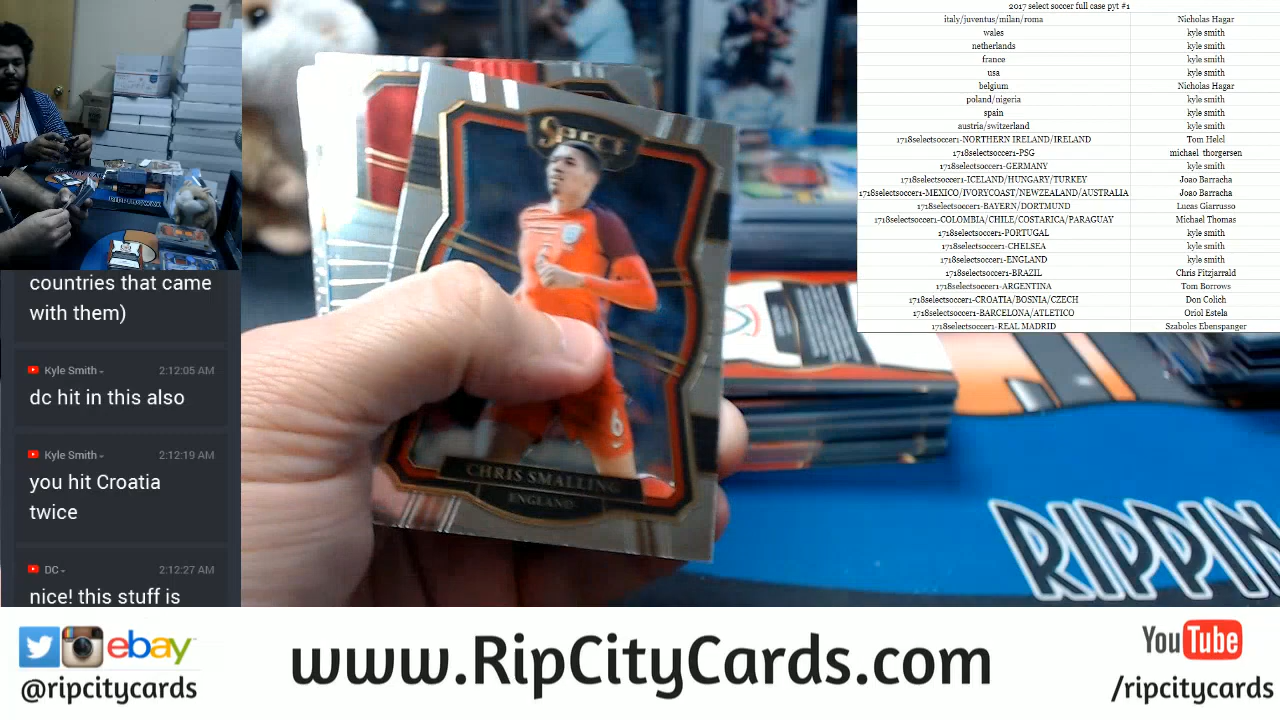 2017 select soccer full case pyt #1
italy/juventus/milan/roma Nicholas Hagar
wales kyle smith
netherlands kyle smith
france kyle smith
usa kyle smith
belgium Nicholas Hagar
poland/nigeria kyle smith
spain kyle smith
austria/switzerland kyle smith
1718selectsoccer1-NORTHERN IRELAND/IRELAND Tom Helcl
1718selectsoccer1-PSG michael thorgersen
1718selectsoccer1-GERMANY kyle smith
1718selectsoccer1-ICELAND/HUNGARY/TURKEY Joao Barracha
1718selectsoccer1-MEXICO/IVORYCOAST/NEWZEALAND/AUSTRALIA Joao Barracha
1718selectsoccer1-BAYERN/DORTMUND Lucas Giarrusso
1718selectsoccer1-COLOMBIA/CHILE/COSTARICA/PARAGUAY Michael Thomas
1718selectsoccer1-PORTUGAL kyle smith
1718selectsoccer1-CHELSEA kyle smith
1718selectsoccer1-ENGLAND kyle smith
1718selectsoccer1-BRAZIL Chris Fitzjarrald
1718selectsoccer1-ARGENTINA Tom Borrows
1718selectsoccer1-CROATIA/BOSNIA/CZECH Don Colich
1718selectsoccer1-BARCELONA/ATLETICO Oriol Estela
1718selectsoccer1-REAL MADRID Szabolcs Ebenspanger
countries that came
with them)
Kyle Smith 2:12:05 AM
dc hit in this also
Kyle Smith 2:12:19 AM
you hit Croatia
twice
DC 2:12:27 AM
nice! this stuff is
SELECT
6
6
CHRIS SMALLING
ENGLAND
RIPPIN
ebay
@ripcitycards
www.RipCityCards.com
YouTube
/ripcitycards